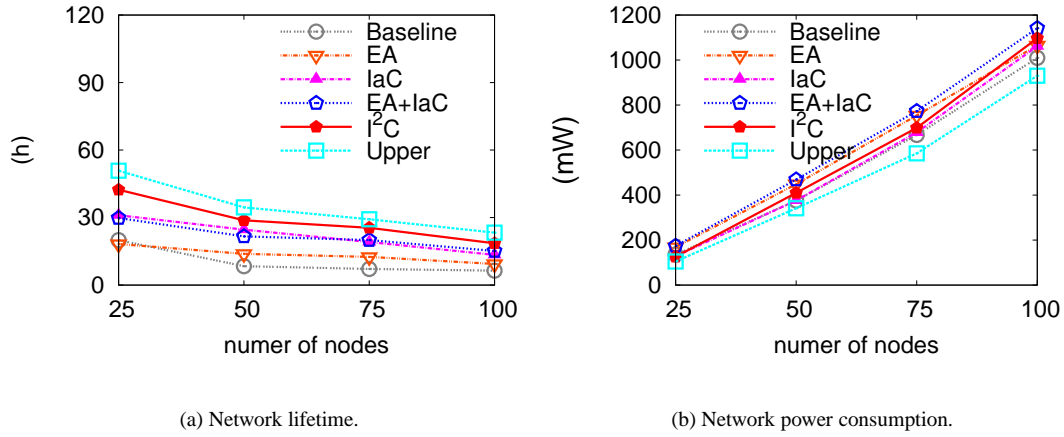 120
90
60
30
0
(h)
Baseline
EA
IaC
EA+IaC
I²C
Upper
25 50 75 100
numer of nodes
(a) Network lifetime.
1200
1000
800
600
400
200
0
(mW)
Baseline
EA
IaC
EA+IaC
I²C
Upper
25 50 75 100
numer of nodes
(b) Network power consumption.